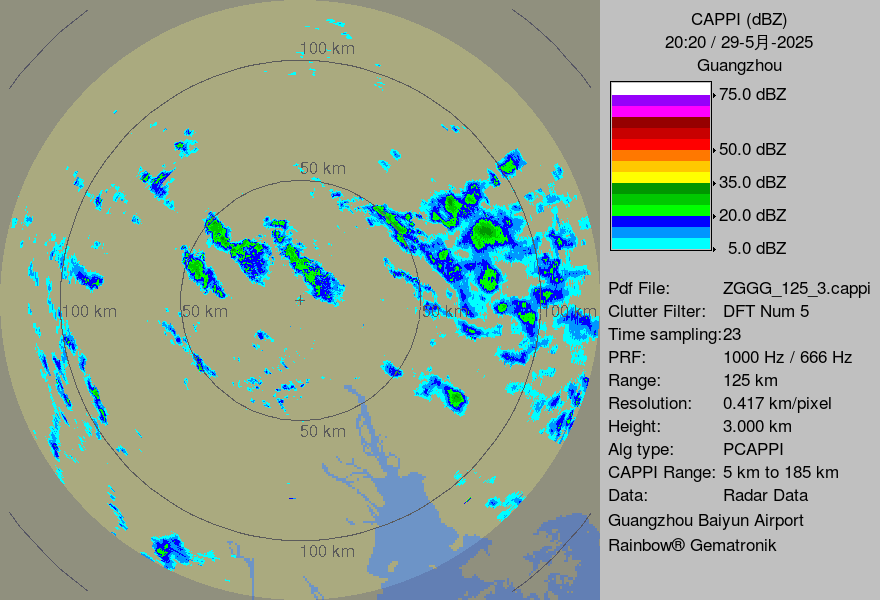 100 km
50 km
100 km
50 km
50 km
100 km
50 km
100 km
CAPPI (dBZ)
20:20 / 29-5月-2025
Guangzhou
75.0 dBZ
50.0 dBZ
35.0 dBZ
20.0 dBZ
5.0 dBZ
Pdf File: ZGGG_125_3.cappi
Clutter Filter: DFT Num 5
Time sampling:23
PRF: 1000 Hz / 666 Hz
Range: 125 km
Resolution: 0.417 km/pixel
Height: 3.000 km
Alg type: PCAPPI
CAPPI Range: 5 km to 185 km
Data: Radar Data
Guangzhou Baiyun Airport
Rainbow® Gematronik